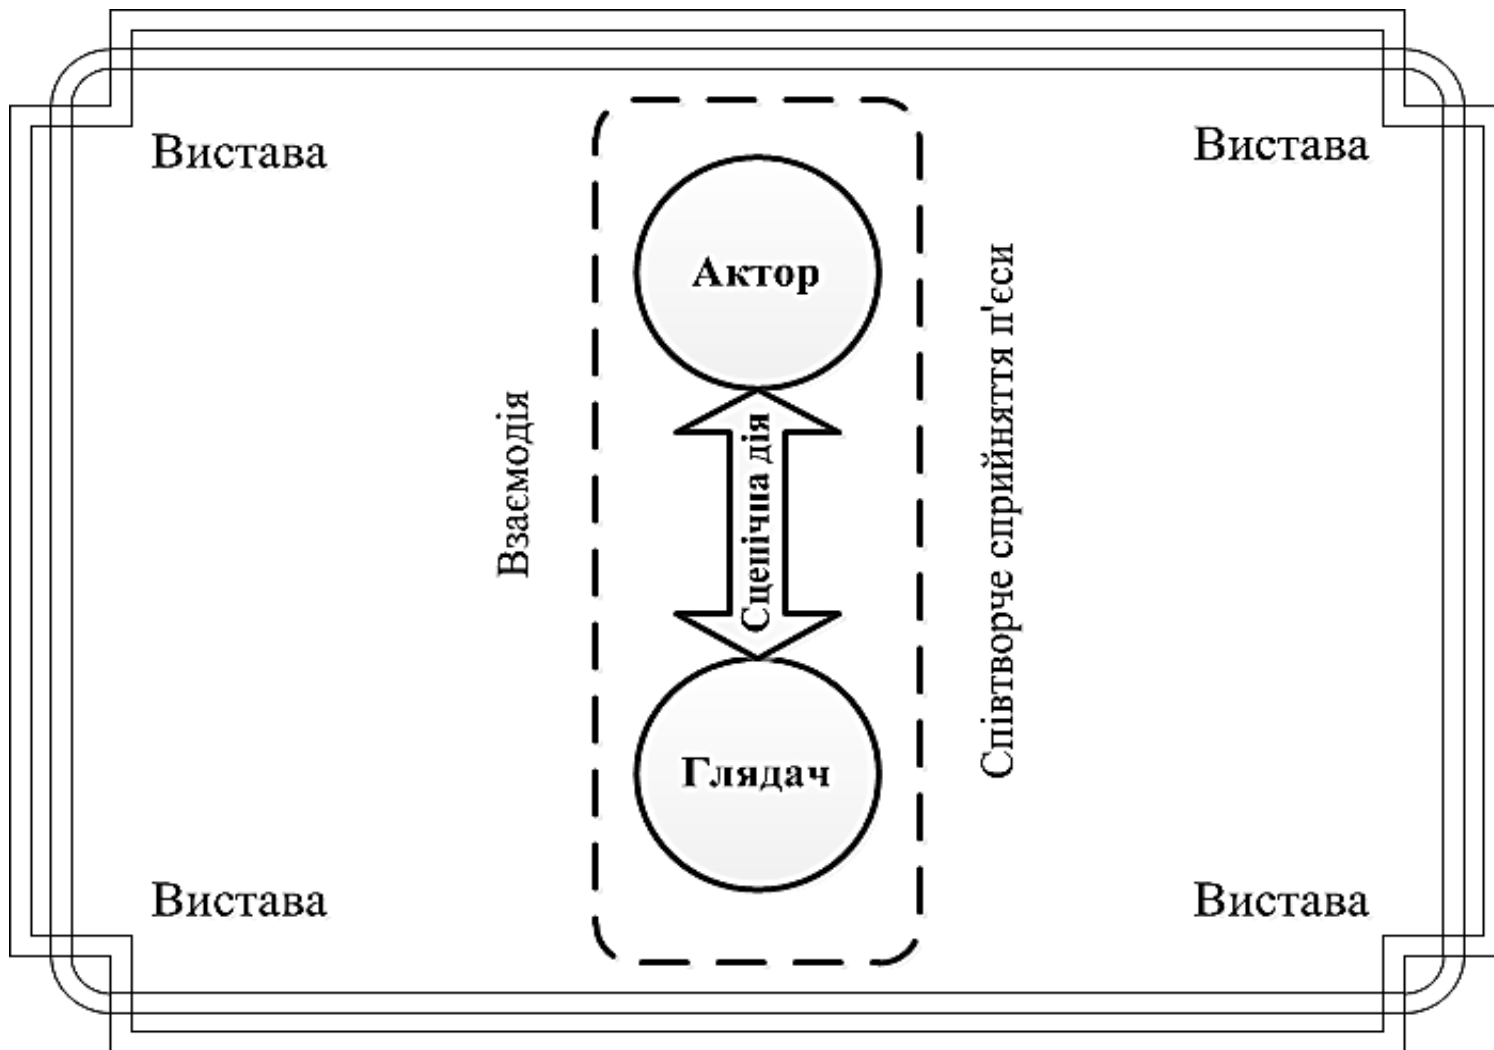 Вистава
Вистава
Актор
Взаємодія
Сценічна дія
Співтворче сприйняття п'єси
Глядач
Вистава
Вистава